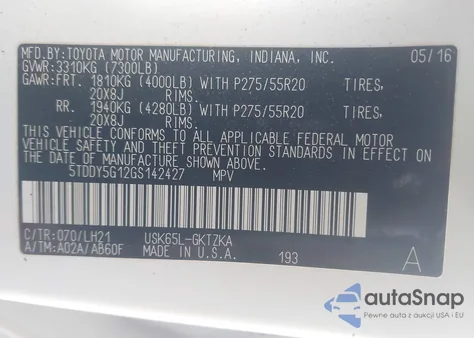 MFD. BY:TOYOTA MOTOR MANUFACTURING, INDIANA, INC. 05/16
GVWR:3310KG (7300LB)
GAWR:FRT. 1810KG (4000LB) WITH P275/55R20 TIRES,
20X8J RIMS.
RR. 1940KG (4280LB) WITH P275/55R20 TIRES,
20X8J RIMS.
THIS VEHICLE CONFORMS TO ALL APPLICABLE FEDERAL MOTOR
VEHICLE SAFETY AND THEFT PREVENTION STANDARDS IN EFFECT ON
THE DATE OF MANUFACTURE SHOWN ABOVE.
5TDDY5G12GS142427 MPV
C/TR:070/LH21 USK65L-GKTZKA
A/TM:A02A/AB60F MADE IN U.S.A. 193 A
autoSnap
Pewne auta z aukcji USA i EU